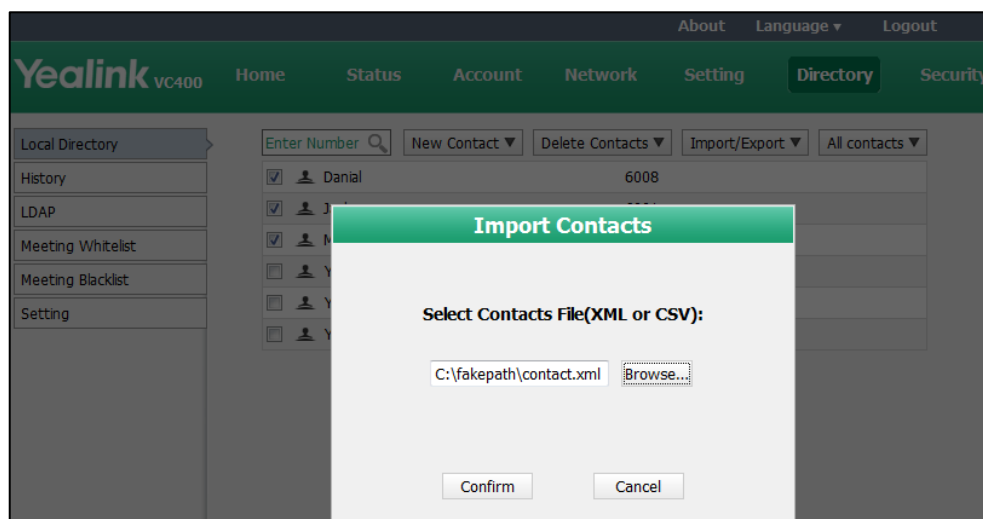 About Language ▼ Logout
Yealink VC400 Home Status Account Network Setting Directory Security
Local Directory
Enter Number New Contact ▼ Delete Contacts ▼ Import/Export ▼ All contacts ▼
History
Danial 6008
LDAP
Meeting Whitelist
Meeting Blacklist
Setting
Import Contacts
Select Contacts File(XML or CSV):
C:\fakepath\contact.xml Browse...
Confirm Cancel